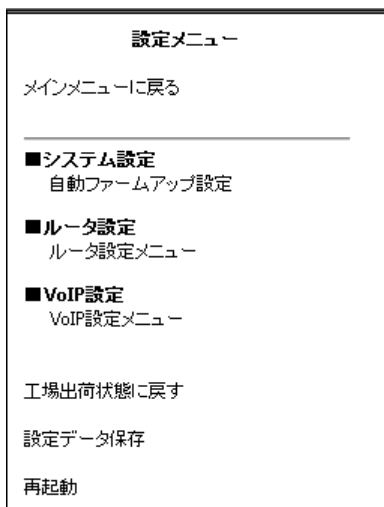 設定メニュー
メインメニューに戻る
■システム設定
自動ファームアップ設定
■ルータ設定
ルータ設定メニュー
■VoIP設定
VoIP設定メニュー
工場出荷状態に戻す
設定データ保存
再起動